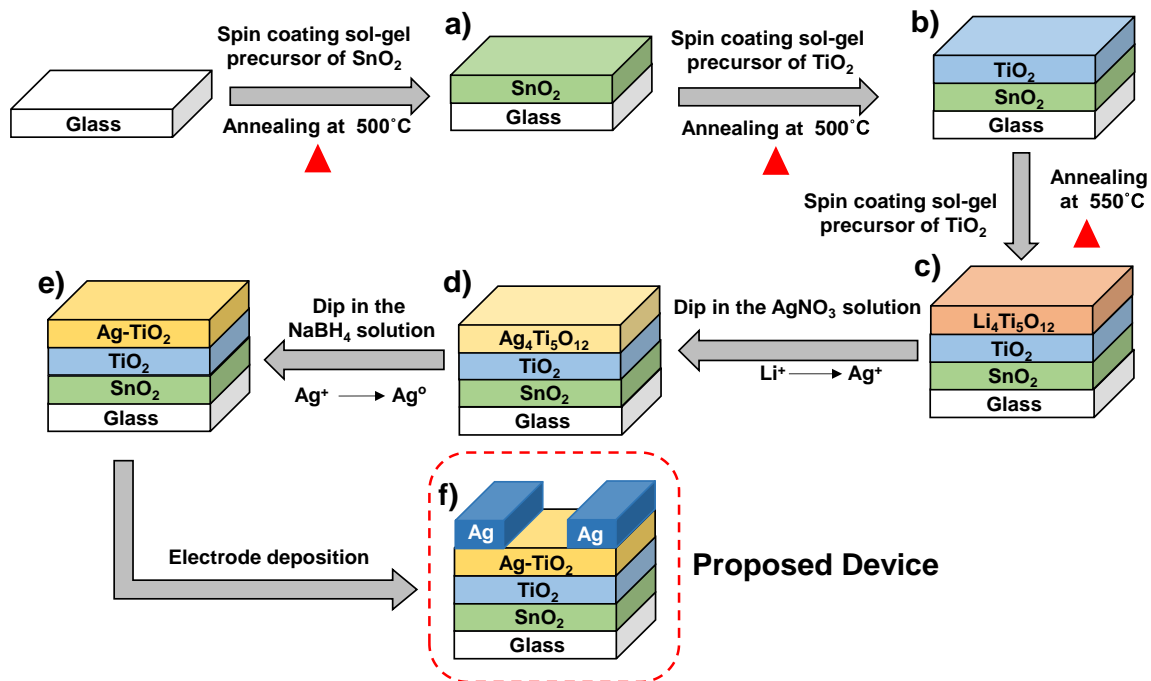 Glass
Spin coating sol-gel
precursor of SnO₂
Annealing at 500˚C
a)
SnO₂
Glass
Spin coating sol-gel
precursor of TiO₂
Annealing at 500˚C
b)
TiO₂
SnO₂
Glass
Spin coating sol-gel
precursor of TiO₂
Annealing
at 550˚C
c)
Li₄Ti₅O₁₂
TiO₂
SnO₂
Glass
Dip in the AgNO₃ solution
Li⁺ → Ag⁺
d)
Ag₄Ti₅O₁₂
TiO₂
SnO₂
Glass
Dip in the
NaBH₄ solution
Ag⁺ → Ag⁰
e)
Ag-TiO₂
TiO₂
SnO₂
Glass
Electrode deposition
f)
Ag Ag
Ag-TiO₂
TiO₂
SnO₂
Glass
Proposed Device